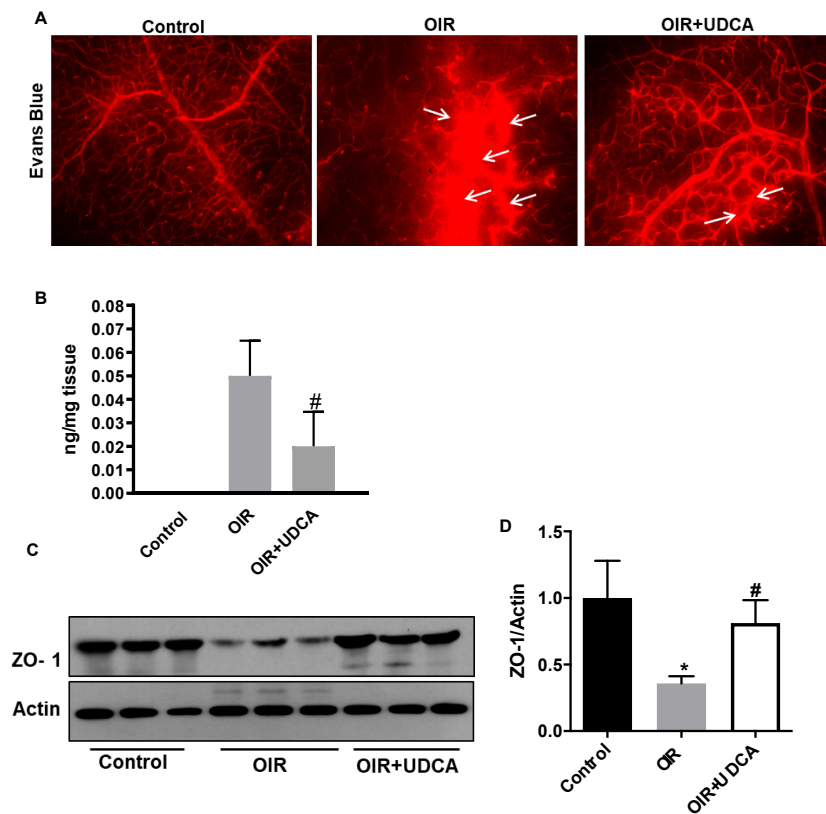 A
Control
OIR
OIR+UDCA
Evans Blue
B
ng/mg tissue
0.08
0.07
0.06
0.05
0.04
0.03
0.02
0.01
0.00
#
Control
OIR
OIR+UDCA
C
ZO- 1
Actin
Control
OIR
OIR+UDCA
D
ZO-1/Actin
1.5
1.0
0.5
0.0
*
#
Control
OIR
OIR+U DCA